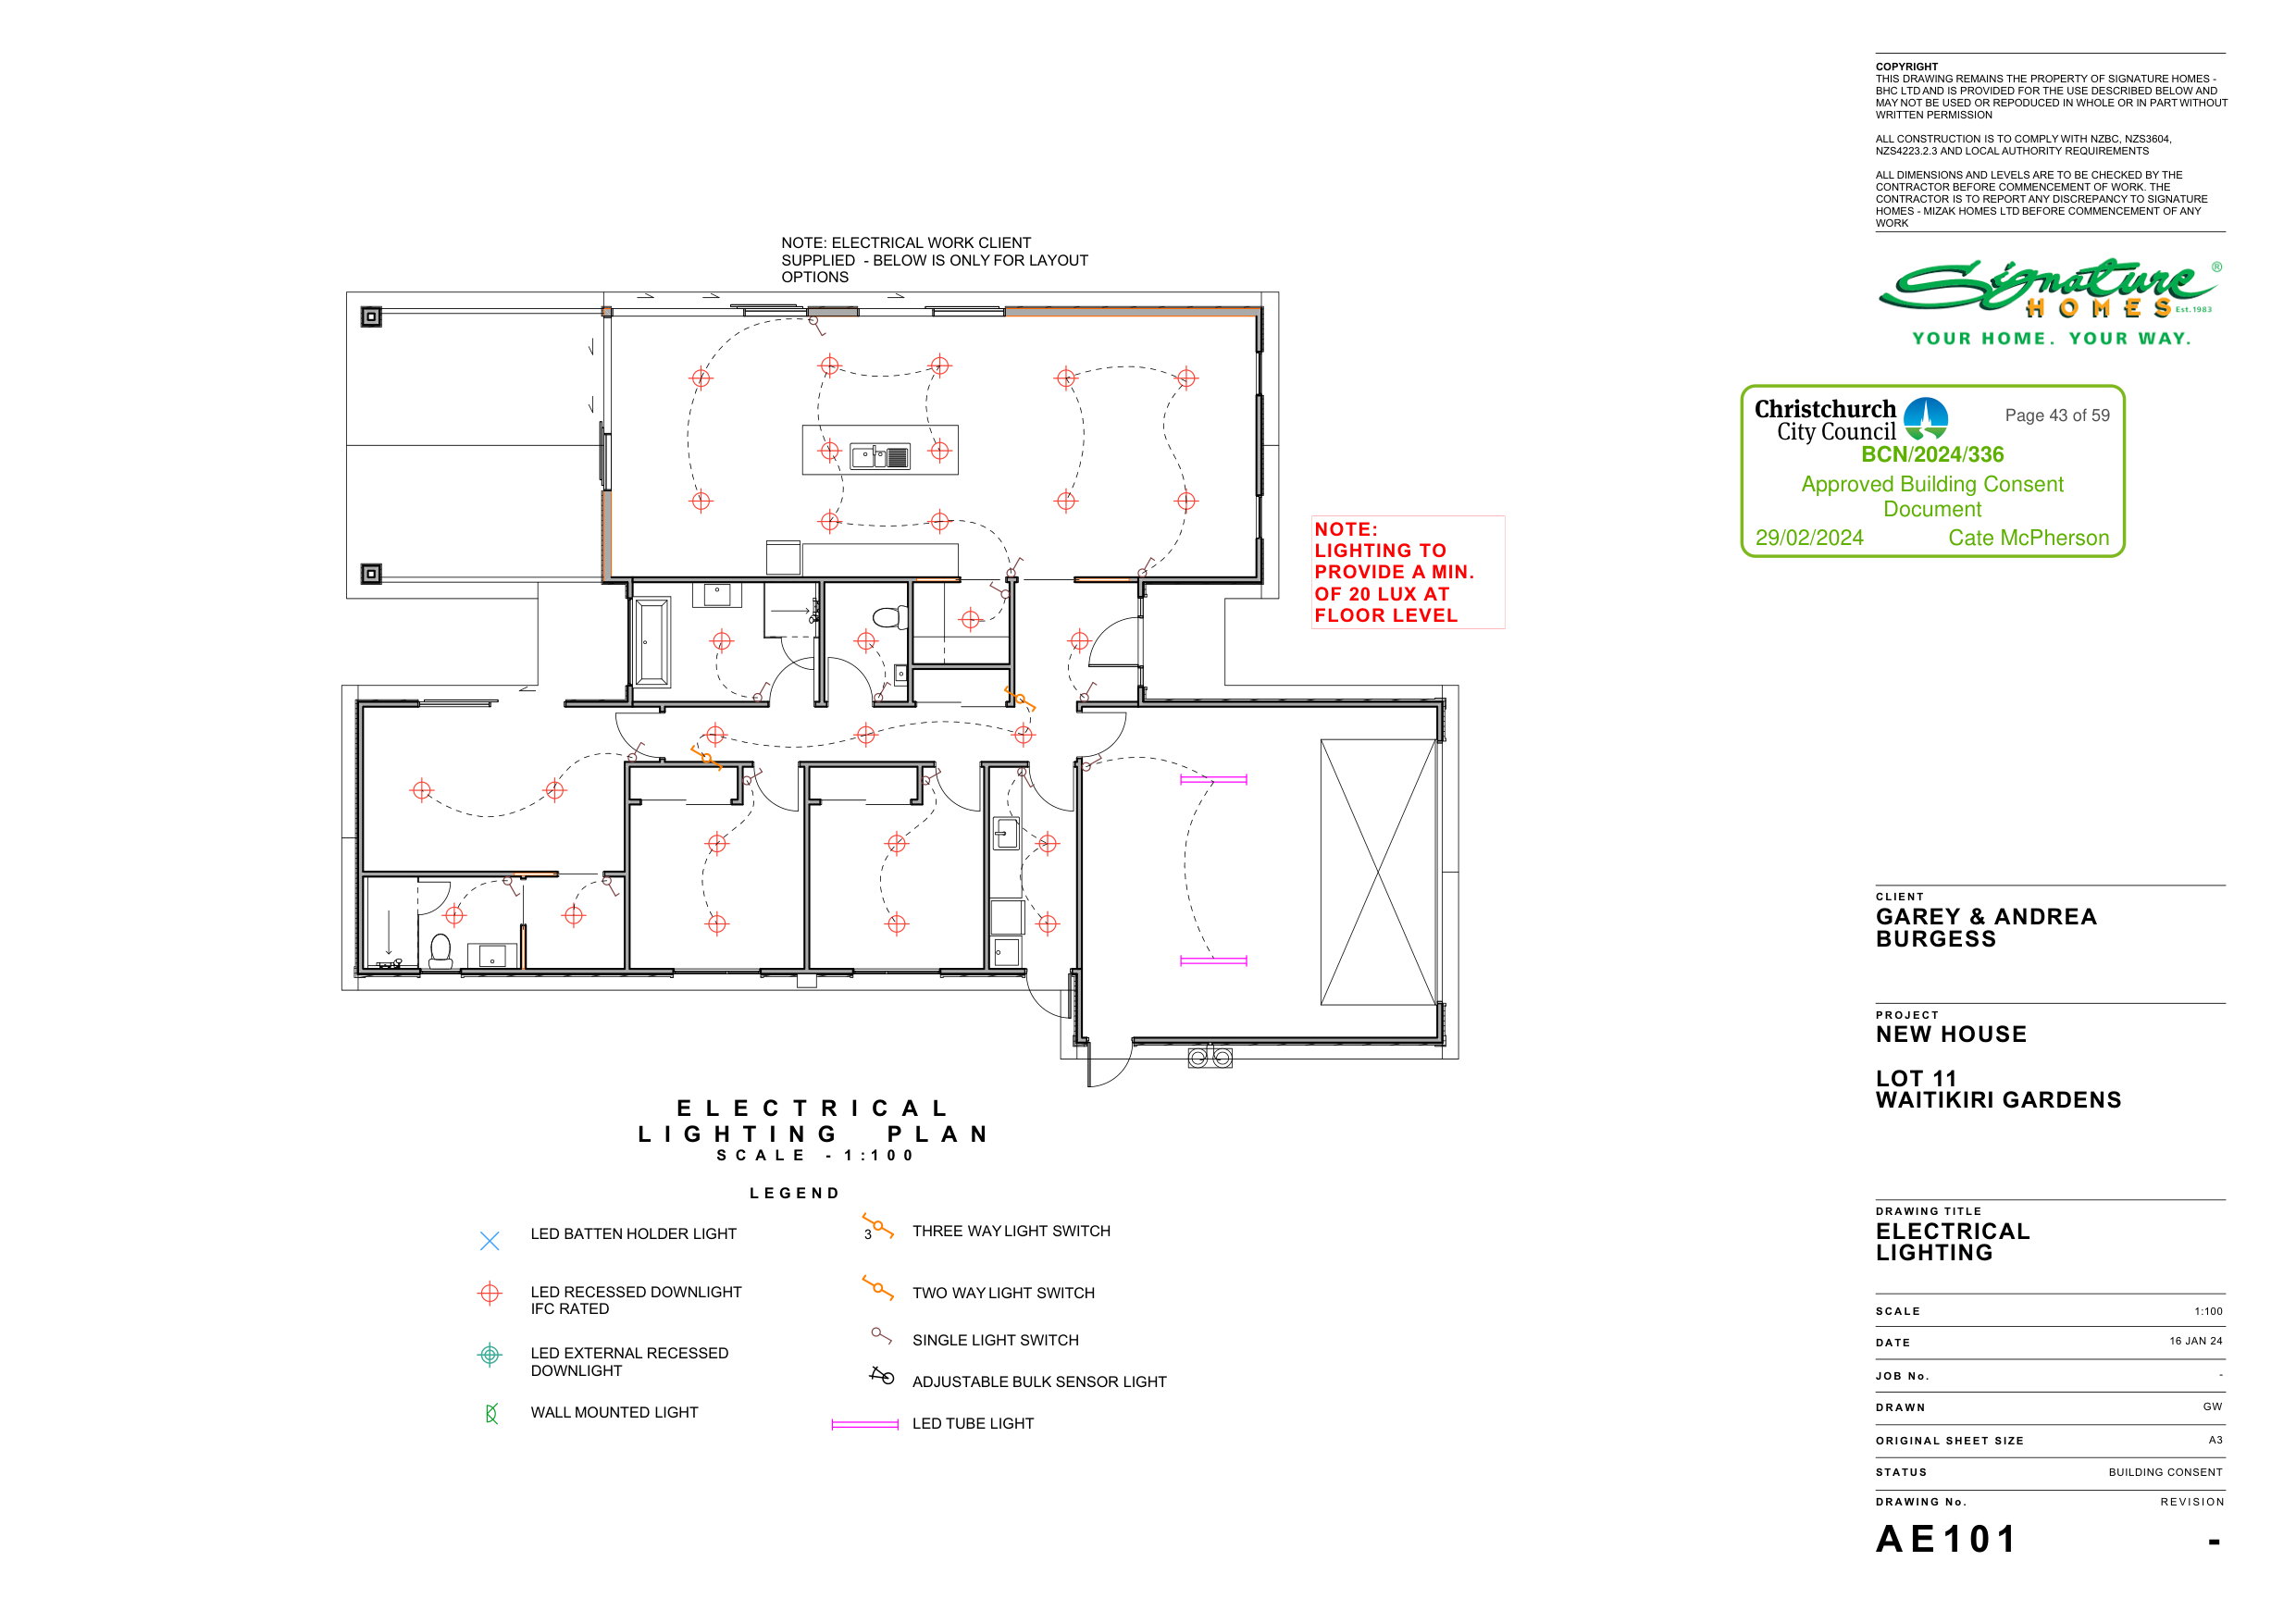 COPYRIGHT
THIS DRAWING REMAINS THE PROPERTY OF SIGNATURE HOMES -
BHC LTD AND IS PROVIDED FOR THE USE DESCRIBED BELOW AND
MAY NOT BE USED OR REPODUCED IN WHOLE OR IN PART WITHOUT
WRITTEN PERMISSION
ALL CONSTRUCTION IS TO COMPLY WITH NZBC, NZS3604,
NZS4223.2.3 AND LOCAL AUTHORITY REQUIREMENTS
ALL DIMENSIONS AND LEVELS ARE TO BE CHECKED BY THE
CONTRACTOR BEFORE COMMENCEMENT OF WORK. THE
CONTRACTOR IS TO REPORT ANY DISCREPANCY TO SIGNATURE
HOMES - MIZAK HOMES LTD BEFORE COMMENCEMENT OF ANY
WORK
Signature ®
HOMES Est.1983
YOUR HOME. YOUR WAY.
Christchurch
City Council
Page 43 of 59
BCN/2024/336
Approved Building Consent
Document
29/02/2024 Cate McPherson
NOTE: ELECTRICAL WORK CLIENT
SUPPLIED - BELOW IS ONLY FOR LAYOUT
OPTIONS
NOTE:
LIGHTING TO
PROVIDE A MIN.
OF 20 LUX AT
FLOOR LEVEL
ELECTRICAL
LIGHTING PLAN
SCALE - 1:100
LEGEND
LED BATTEN HOLDER LIGHT
LED RECESSED DOWNLIGHT
IFC RATED
LED EXTERNAL RECESSED
DOWNLIGHT
WALL MOUNTED LIGHT
3 THREE WAY LIGHT SWITCH
TWO WAY LIGHT SWITCH
SINGLE LIGHT SWITCH
ADJUSTABLE BULK SENSOR LIGHT
LED TUBE LIGHT
CLIENT
GAREY & ANDREA
BURGESS
PROJECT
NEW HOUSE
LOT 11
WAITIKIRI GARDENS
DRAWING TITLE
ELECTRICAL
LIGHTING
SCALE 1:100
DATE 16 JAN 24
JOB No. -
DRAWN GW
ORIGINAL SHEET SIZE A3
STATUS BUILDING CONSENT
DRAWING No. REVISION
AE101 -